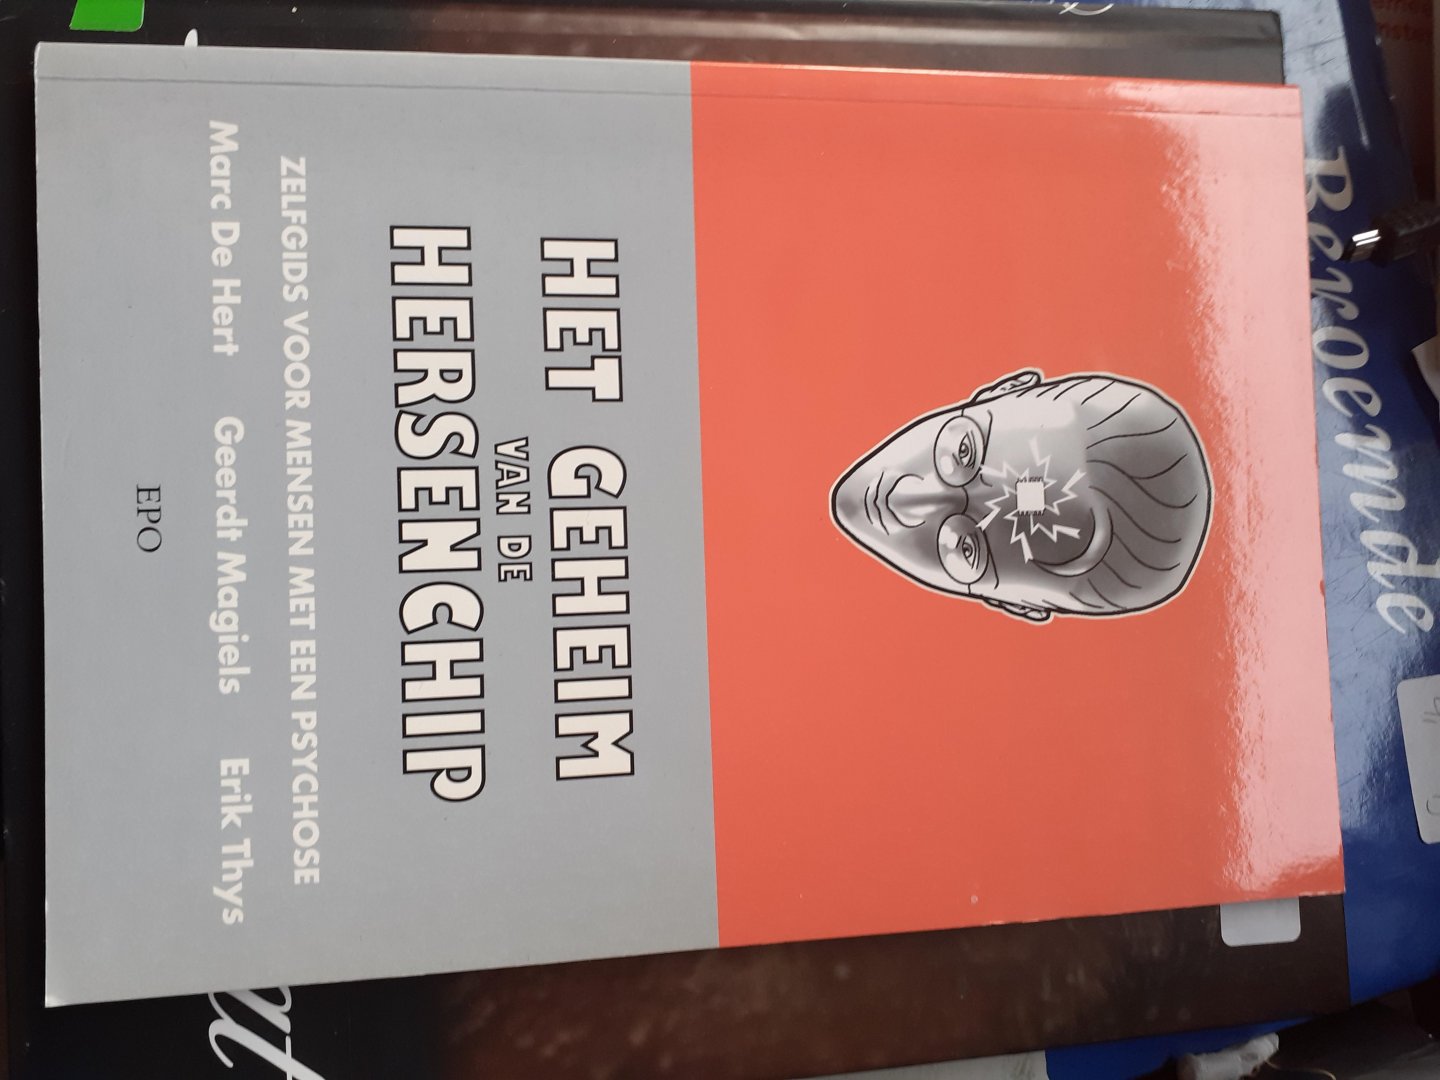 HET GEHEIM
VAN DE
HERSENCHIP
ZELFGIDS VOOR MENSEN MET EEN PSYCHOSE
Marc De Hert Geerdt Magiels Erik Thys
EPO
Beroemde